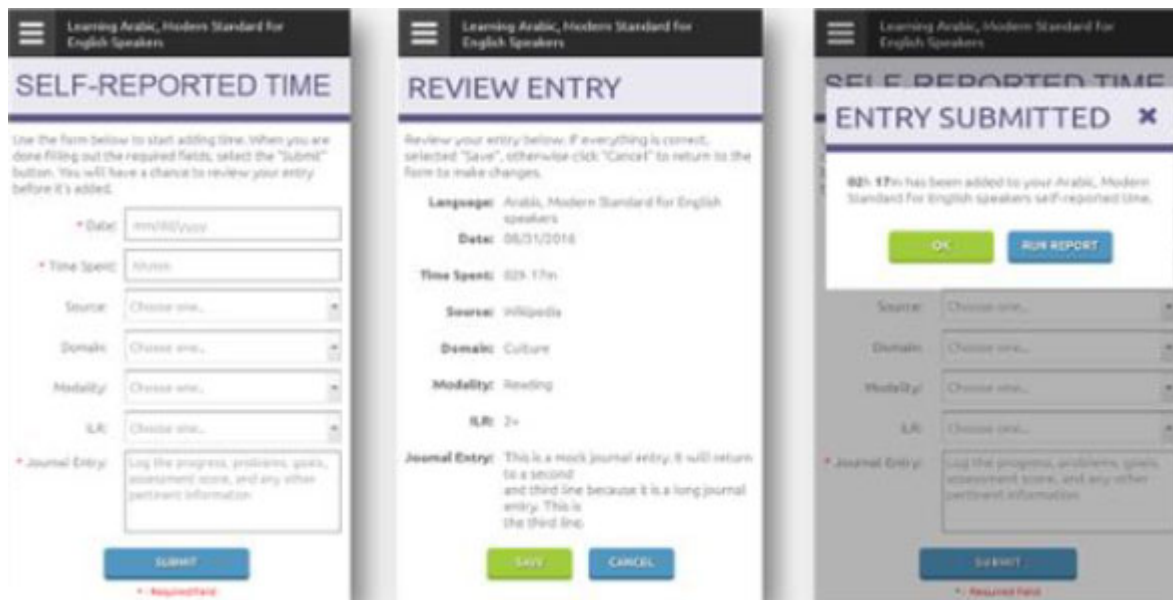 Learning Arabic, Modern Standard for
English Speakers
SELF-REPORTED TIME
Use the form below to start adding time. When you are
done filling out the required fields, select the "Submit"
button. You will have a chance to review your entry
before it's added.
* Date: mm/dd/yyyy
* Time Spent: hh:mm
Source: Choose one...
Domain: Choose one...
Modality: Choose one...
ILR: Choose one...
* Journal Entry: Log the progress, problems, goals,
assessment score, and any other
pertinent information
SUBMIT
* - Required Field
Learning Arabic, Modern Standard for
English Speakers
REVIEW ENTRY
Review your entry below. If everything is correct,
selected "Save", otherwise click "Cancel" to return to the
form to make changes.
Language: Arabic, Modern Standard for English
speakers
Date: 08/31/2016
Time Spent: 02h 17m
Source: Wikipedia
Domain: Culture
Modality: Reading
ILR: 2+
Journal Entry: This is a mock journal entry. It will return
to a second
and third line because it is a long journal
entry. This is
the third line.
SAVE CANCEL
Learning Arabic, Modern Standard for
English Speakers
SELF-REPORTED TIME
ENTRY SUBMITTED ×
02h 17m has been added to your Arabic, Modern
Standard for English speakers self-reported time.
OK RUN REPORT
Source: Choose one...
Domain: Choose one...
Modality: Choose one...
ILR: Choose one...
* Journal Entry: Log the progress, problems, goals,
assessment score, and any other
pertinent information
SUBMIT
* - Required Field